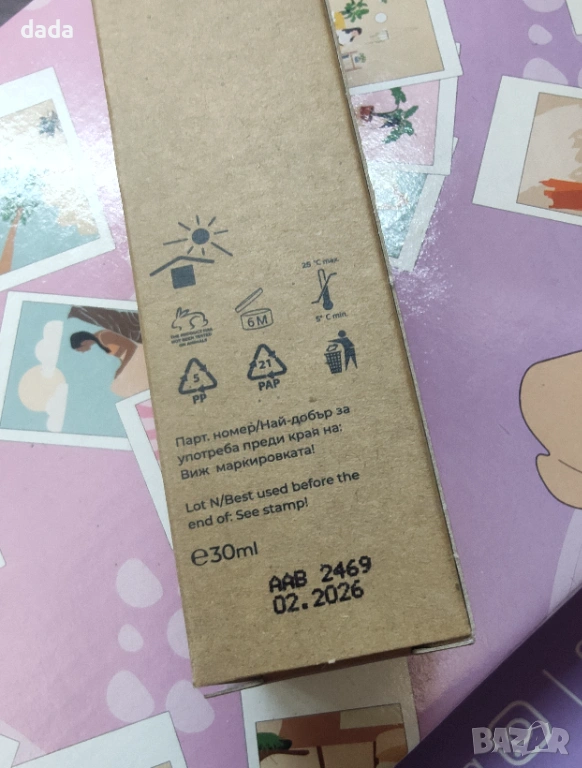 dada
25 °C max.
5° C min.
6M
5
PP
21
PAP
Парт. номер/Най-добър за
употреба преди края на:
Виж маркировката!
Lot N/Best used before the
end of: See stamp!
℮30ml
AAB 2469
02.2026
BAZAR